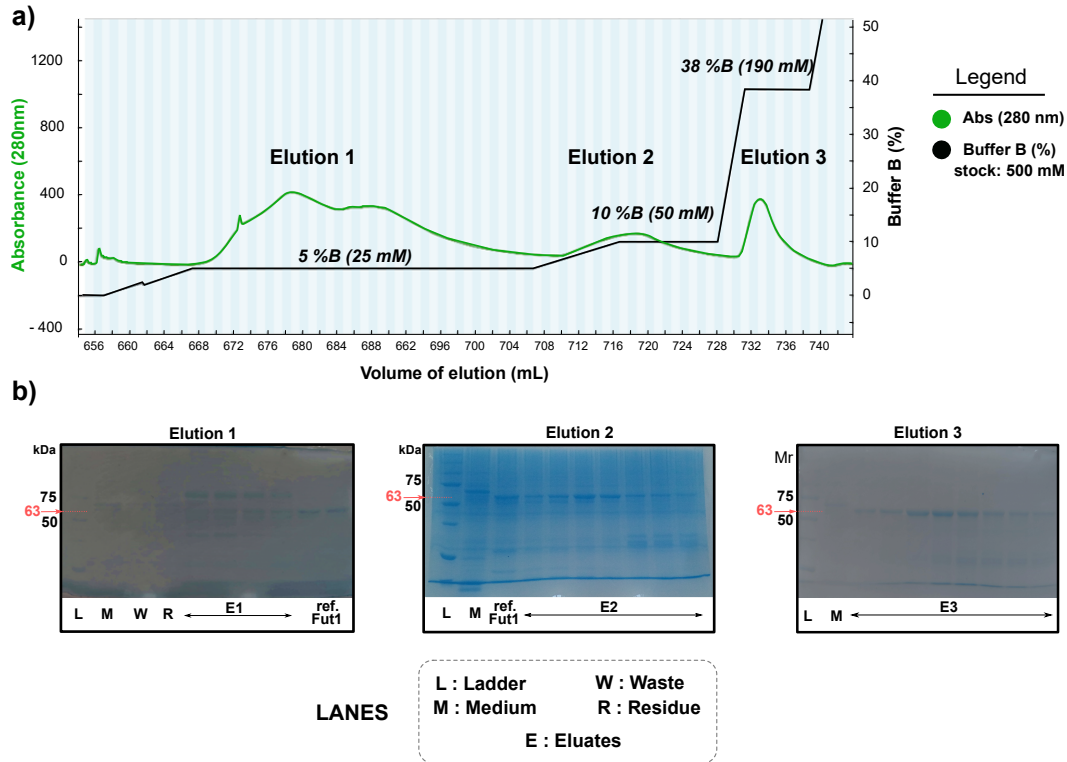 a)
Absorbance (280nm)
1200
800
400
0
- 400
50
40
30
20
10
0
Buffer B (%)
38 %B (190 mM)
Elution 1
Elution 2
Elution 3
10 %B (50 mM)
5 %B (25 mM)
656 660 664 668 672 676 680 684 688 692 696 700 704 708 712 716 720 724 728 732 736 740
Volume of elution (mL)
Legend
Abs (280 nm)
Buffer B (%)
stock: 500 mM
b)
Elution 1
kDa
75
63
50
L M W R E1 ref.
Fut1
Elution 2
kDa
75
63
50
L M ref.
Fut1 E2
Elution 3
Mr
75
63
50
L M E3
LANES
L : Ladder
W : Waste
M : Medium
R : Residue
E : Eluates